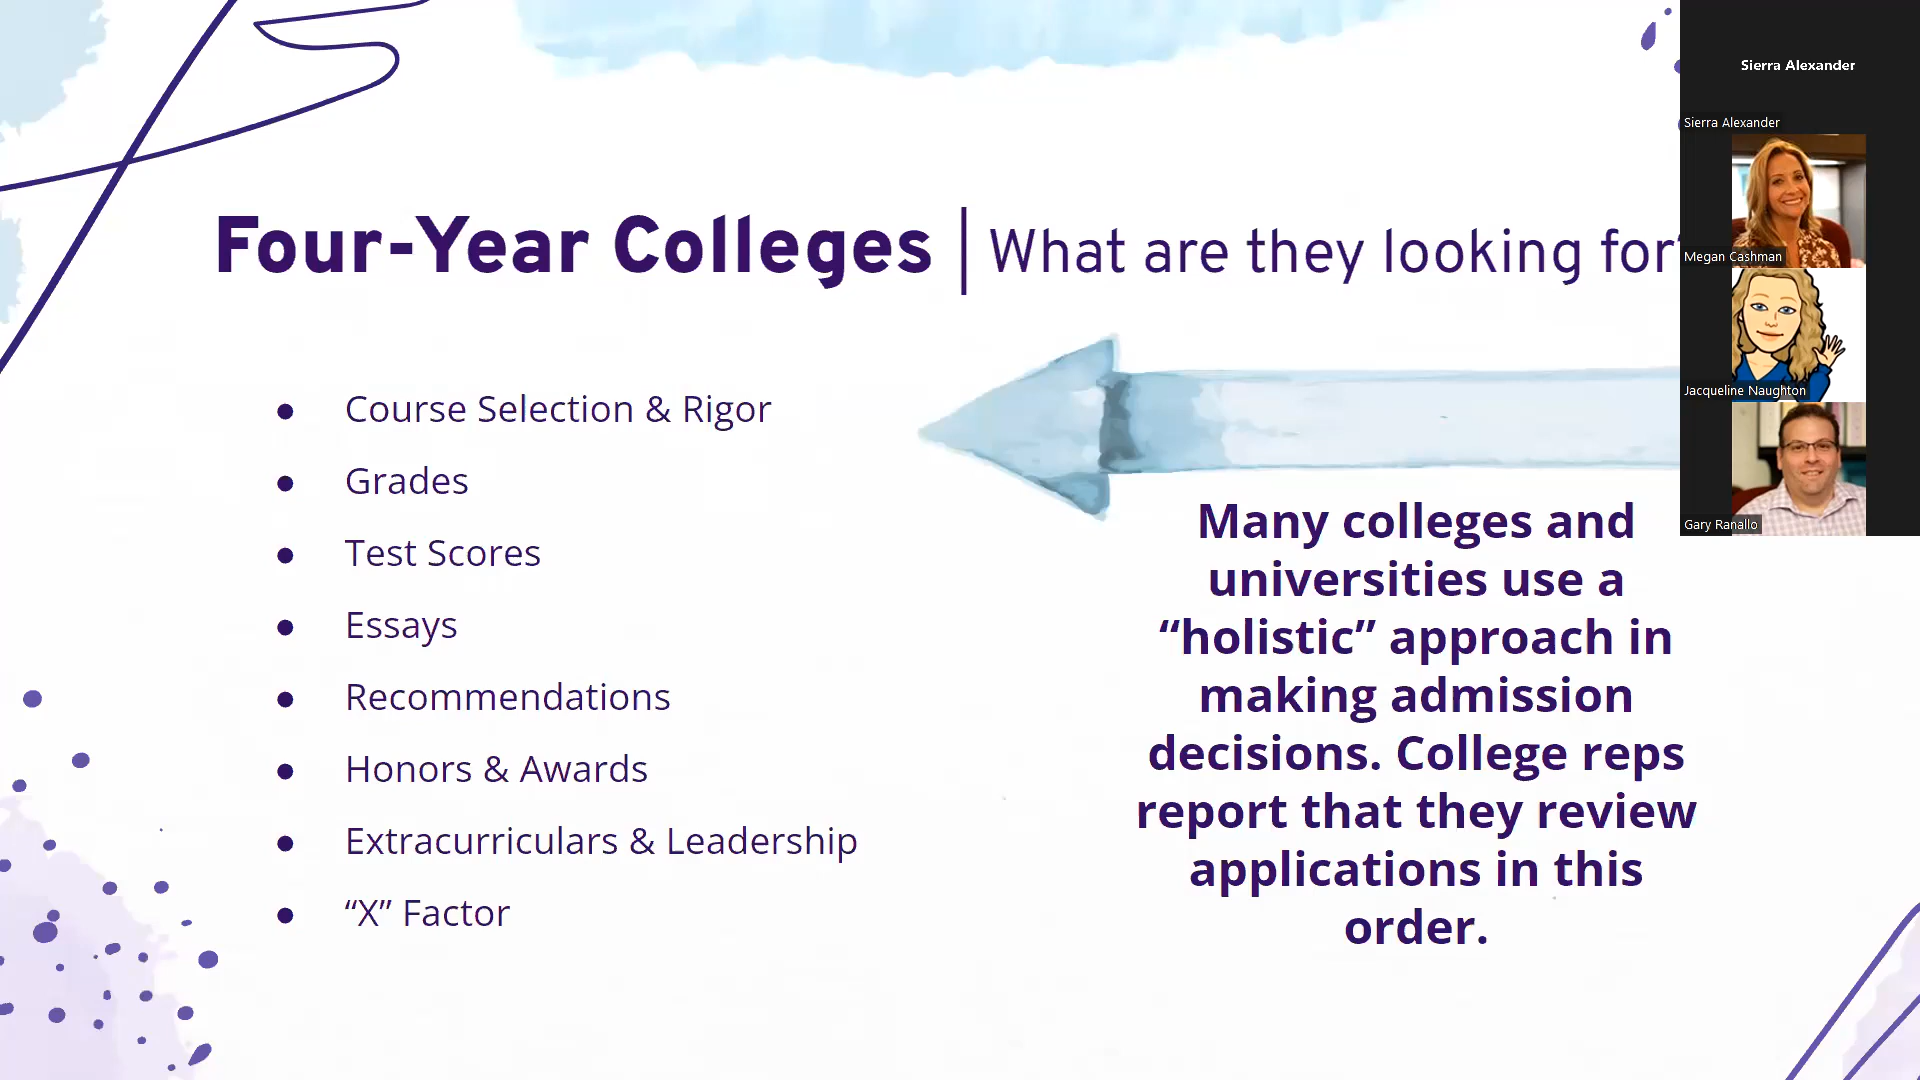 Four-Year Colleges | What are they looking for?
Course Selection & Rigor
Grades
Test Scores
Essays
Recommendations
Honors & Awards
Extracurriculars & Leadership
“X” Factor
Many colleges and
universities use a
“holistic” approach in
making admission
decisions. College reps
report that they review
applications in this
order.
Sierra Alexander
Sierra Alexander
Megan Cashman
Jacqueline Naughton
Gary Ranallo